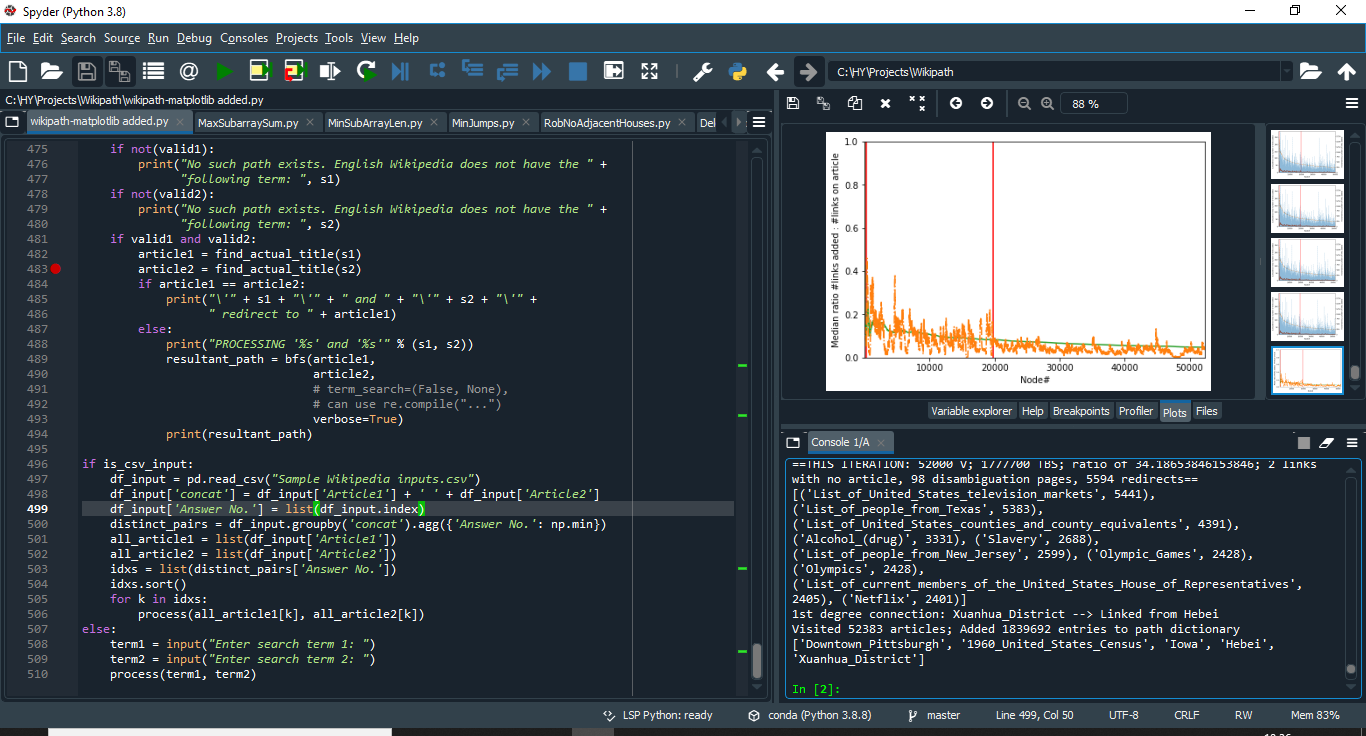 Spyder (Python 3.8)
File Edit Search Source Run Debug Consoles Projects Tools View Help
C:\HY\Projects\Wikipath
C:\HY\Projects\Wikipath\wikipath-matplotlib added.py
wikipath-matplotlib added.py MaxSubarraySum.py MinSubArrayLen.py MinJumps.py RobNoAdjacentHouses.py Del
475 if not(valid1):
476 print("No such path exists. English Wikipedia does not have the " +
477 "following term: ", s1)
478 if not(valid2):
479 print("No such path exists. English Wikipedia does not have the " +
480 "following term: ", s2)
481 if valid1 and valid2:
482 article1 = find_actual_title(s1)
483 article2 = find_actual_title(s2)
484 if article1 == article2:
485 print("\'" + s1 + "\'" + " and " + "\'" + s2 + "\'" +
486 " redirect to " + article1)
487 else:
488 print("PROCESSING '%s' and '%s'" % (s1, s2))
489 resultant_path = bfs(article1,
490 article2,
491 # term_search=(False, None),
492 # can use re.compile("...")
493 verbose=True)
494 print(resultant_path)
495
496 if is_csv_input:
497 df_input = pd.read_csv("Sample Wikipedia inputs.csv")
498 df_input['concat'] = df_input['Article1'] + ' ' + df_input['Article2']
499 df_input['Answer No.'] = list(df_input.index)
500 distinct_pairs = df_input.groupby('concat').agg({'Answer No.': np.min})
501 all_article1 = list(df_input['Article1'])
502 all_article2 = list(df_input['Article2'])
503 idxs = list(distinct_pairs['Answer No.'])
504 idxs.sort()
505 for k in idxs:
506 process(all_article1[k], all_article2[k])
507 else:
508 term1 = input("Enter search term 1: ")
509 term2 = input("Enter search term 2: ")
510 process(term1, term2)
88 %
Median ratio #links added : #links on article
1.0
0.8
0.6
0.4
0.2
0.0
10000 20000 30000 40000 50000
Node#
Variable explorer Help Breakpoints Profiler Plots Files
Console 1/A
==THIS ITERATION: 52000 V; 1777700 TBS; ratio of 34.18653846153846; 2 links
with no article, 98 disambiguation pages, 5594 redirects==
[('List_of_United_States_television_markets', 5441),
('List_of_people_from_Texas', 5383),
('List_of_United_States_counties_and_county_equivalents', 4391),
('Alcohol_(drug)', 3331), ('Slavery', 2688),
('List_of_people_from_New_Jersey', 2599), ('Olympic_Games', 2428),
('Olympics', 2428),
('List_of_current_members_of_the_United_States_House_of_Representatives',
2405), ('Netflix', 2401)]
1st degree connection: Xuanhua_District --> Linked from Hebei
Visited 52383 articles; Added 1839692 entries to path dictionary
['Downtown_Pittsburgh', '1960_United_States_Census', 'Iowa', 'Hebei',
'Xuanhua_District']
In [2]:
LSP Python: ready conda (Python 3.8.8) master Line 499, Col 50 UTF-8 CRLF RW Mem 83%